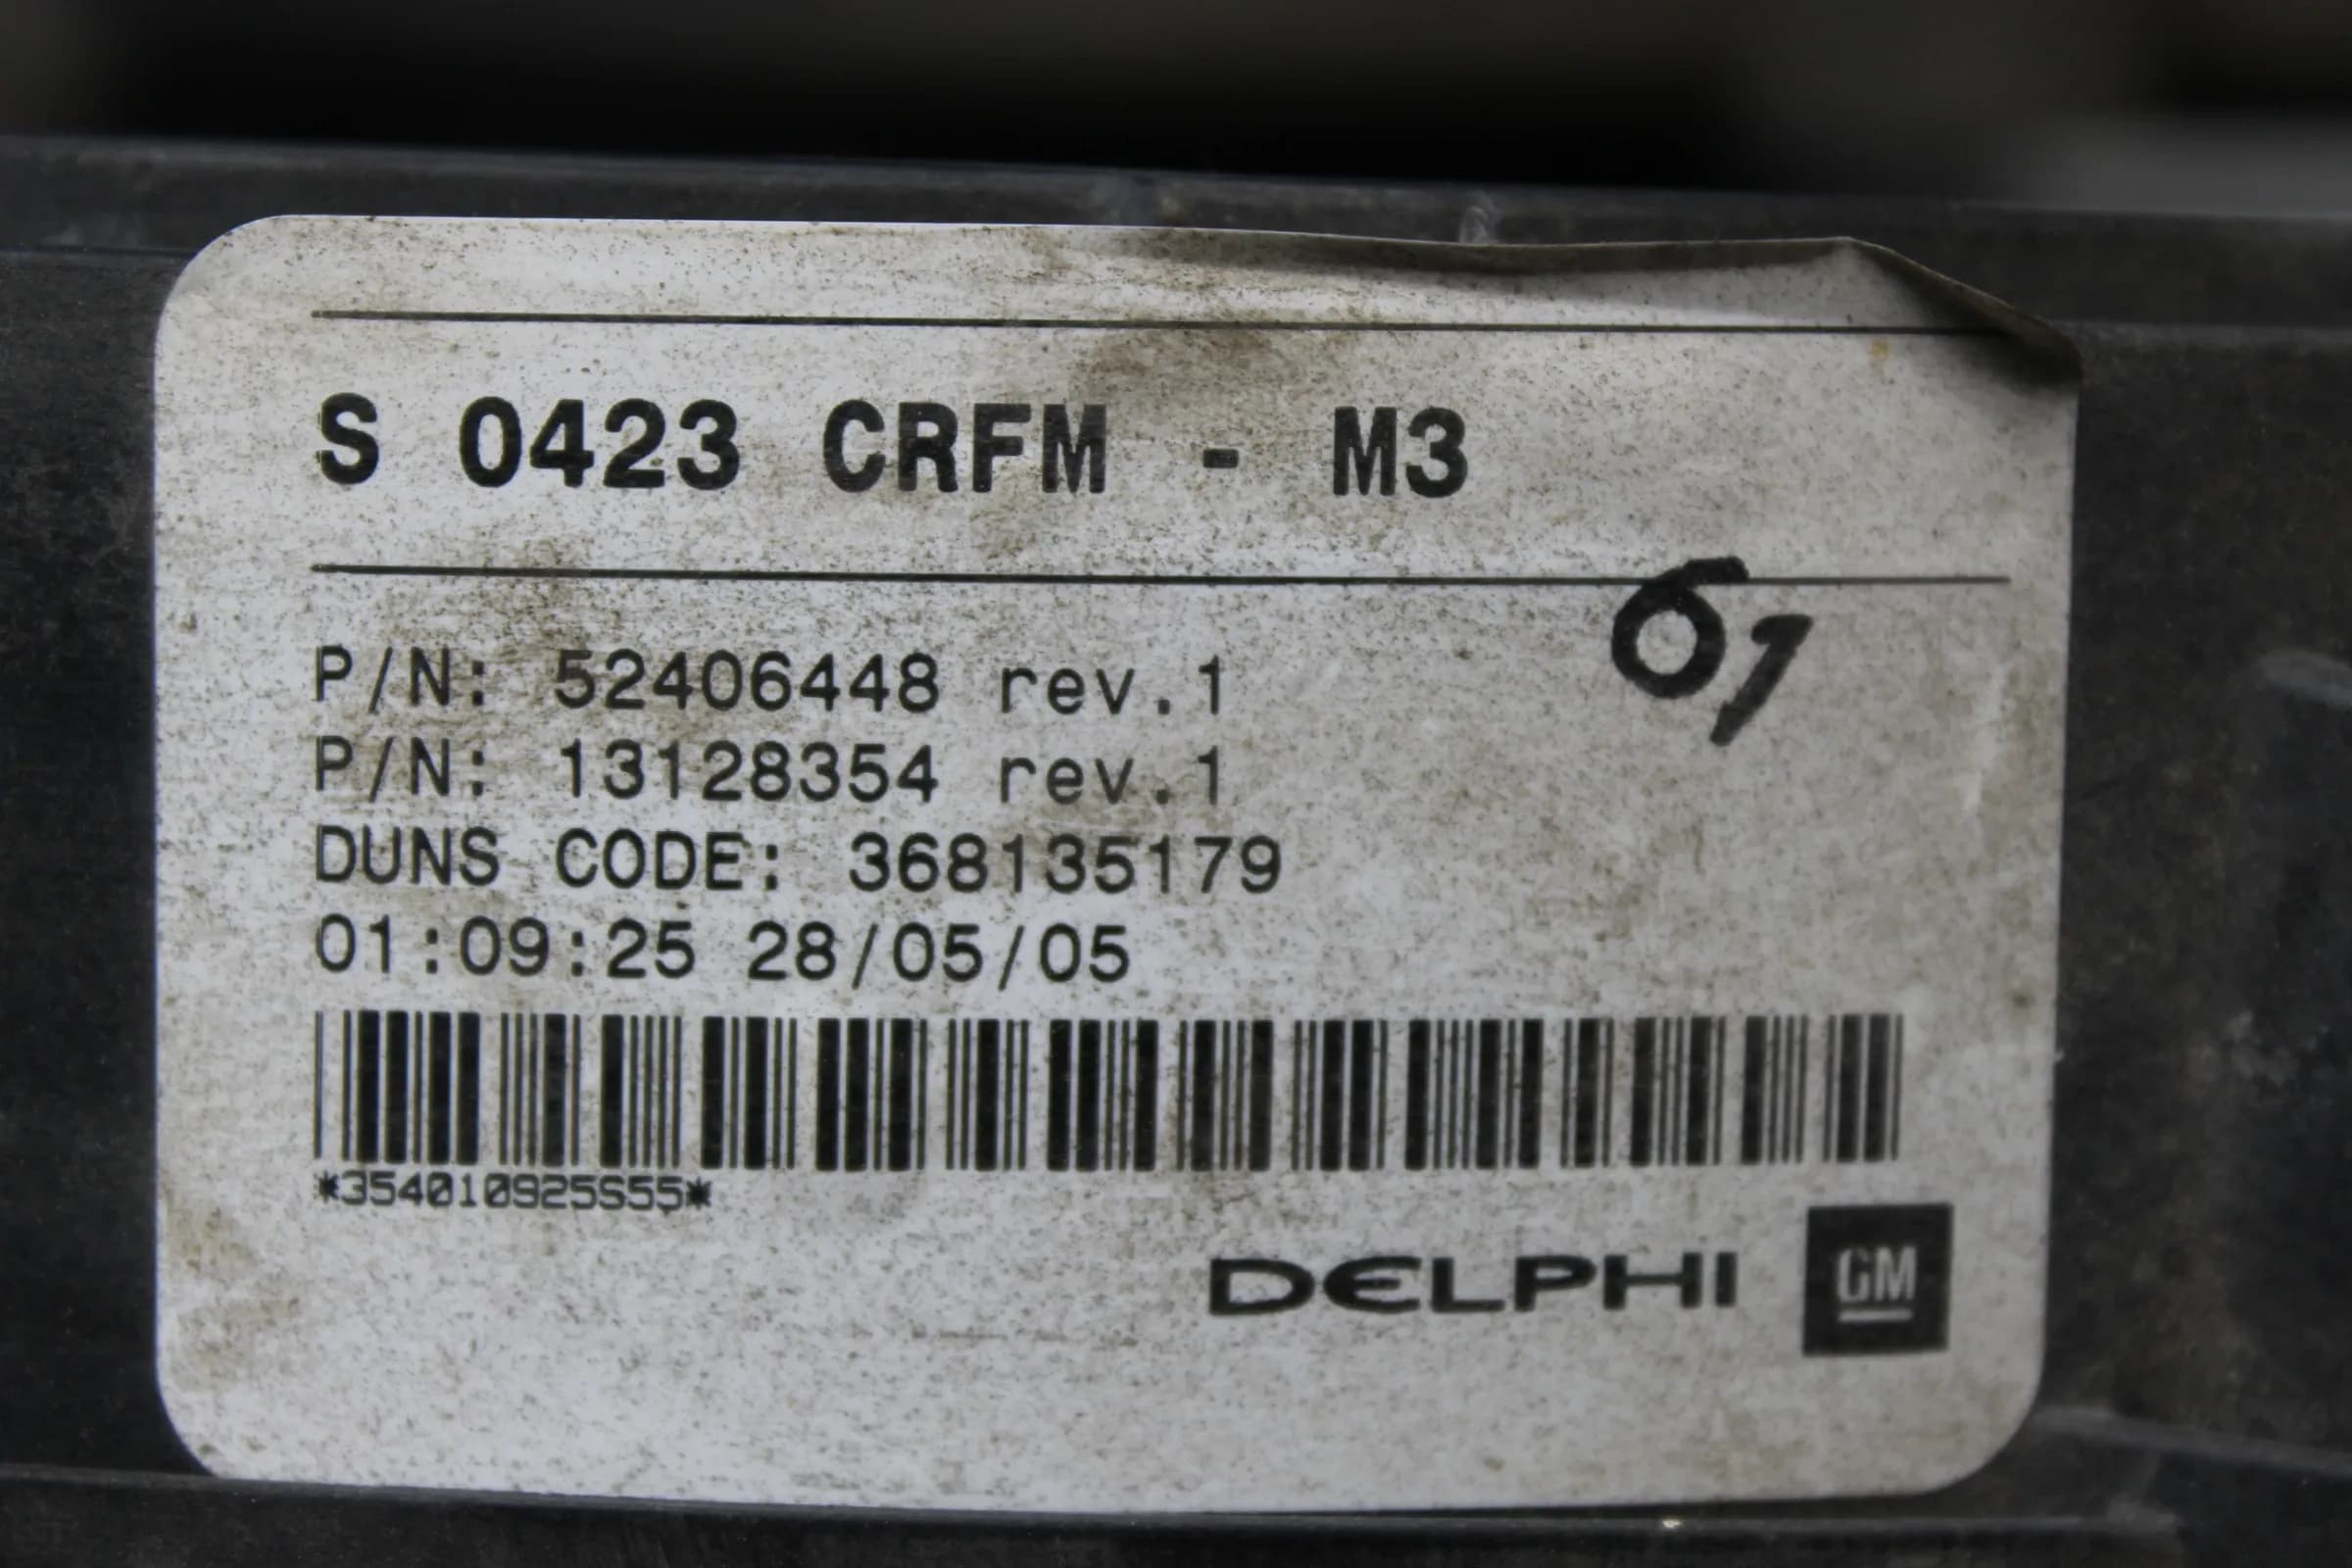 S 0423 CRFM - M3
61
P/N: 52406448 rev.1
P/N: 13128354 rev.1
DUNS CODE: 368135179
01:09:25 28/05/05
*354010925S55*
DELPHI GM